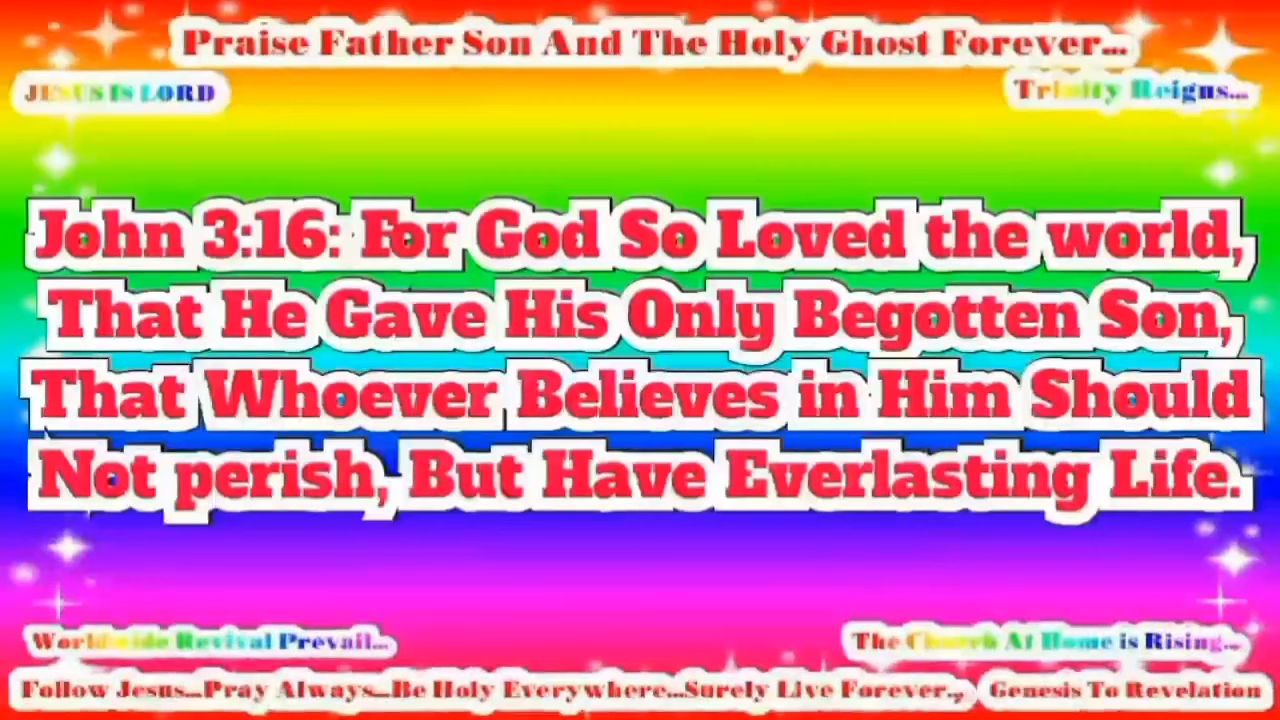 Praise Father Son And The Holy Ghost Forever...
JESUS IS LORD
Trinity Reigns...
John 3:16: For God So Loved the world,
That He Gave His Only Begotten Son,
That Whoever Believes in Him Should
Not perish, But Have Everlasting Life.
Worldwide Revival Prevail...
The Church At Home is Rising...
Follow Jesus...Pray Always...Be Holy Everywhere...Surely Live Forever.., Genesis To Revelation